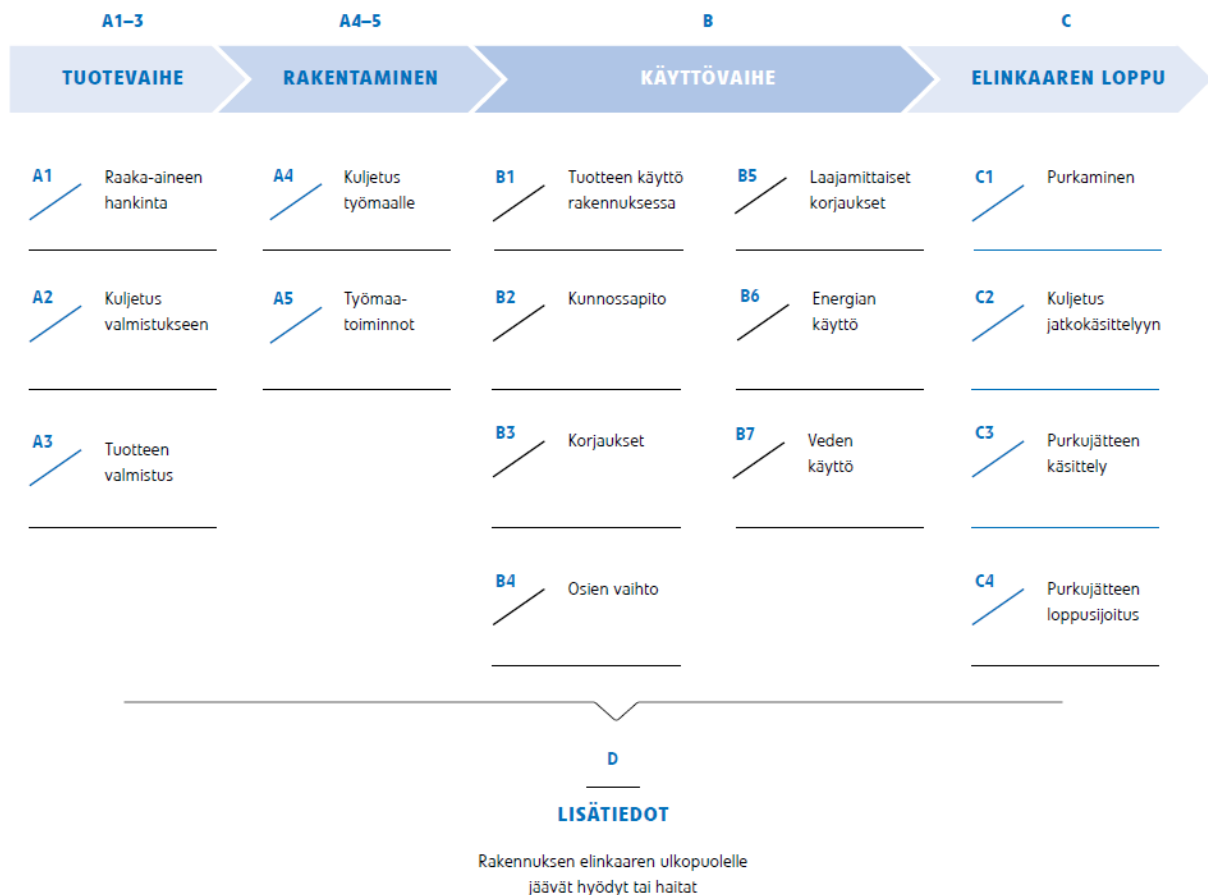 A1–3
A4–5
B
C
TUOTEVAIHE
RAKENTAMINEN
KÄYTTÖVAIHE
ELINKAAREN LOPPU
A1
Raaka-aineen
hankinta
A4
Kuljetus
työmaalle
B1
Tuotteen käyttö
rakennuksessa
B5
Laajamittaiset
korjaukset
C1
Purkaminen
A2
Kuljetus
valmistukseen
A5
Työmaa-
toiminnot
B2
Kunnossapito
B6
Energian
käyttö
C2
Kuljetus
jatkokäsittelyyn
A3
Tuotteen
valmistus
B3
Korjaukset
B7
Veden
käyttö
C3
Purkujätteen
käsittely
B4
Osien vaihto
C4
Purkujätteen
loppusijoitus
D
LISÄTIEDOT
Rakennuksen elinkaaren ulkopuolelle
jäävät hyödyt tai haitat